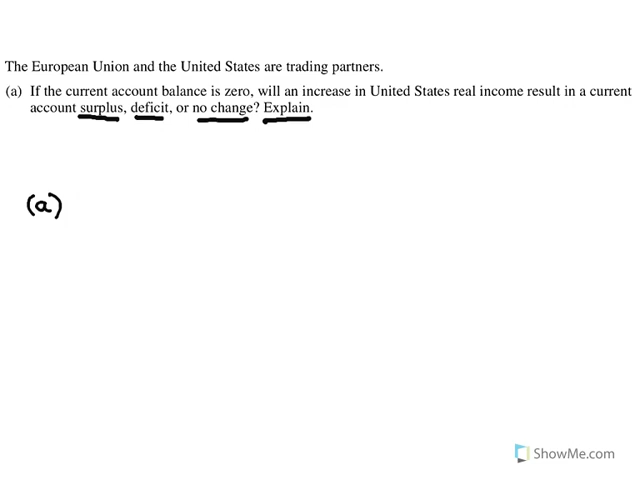 The European Union and the United States are trading partners.
(a) If the current account balance is zero, will an increase in United States real income result in a current
account surplus, deficit, or no change? Explain.
(a)
ShowMe.com